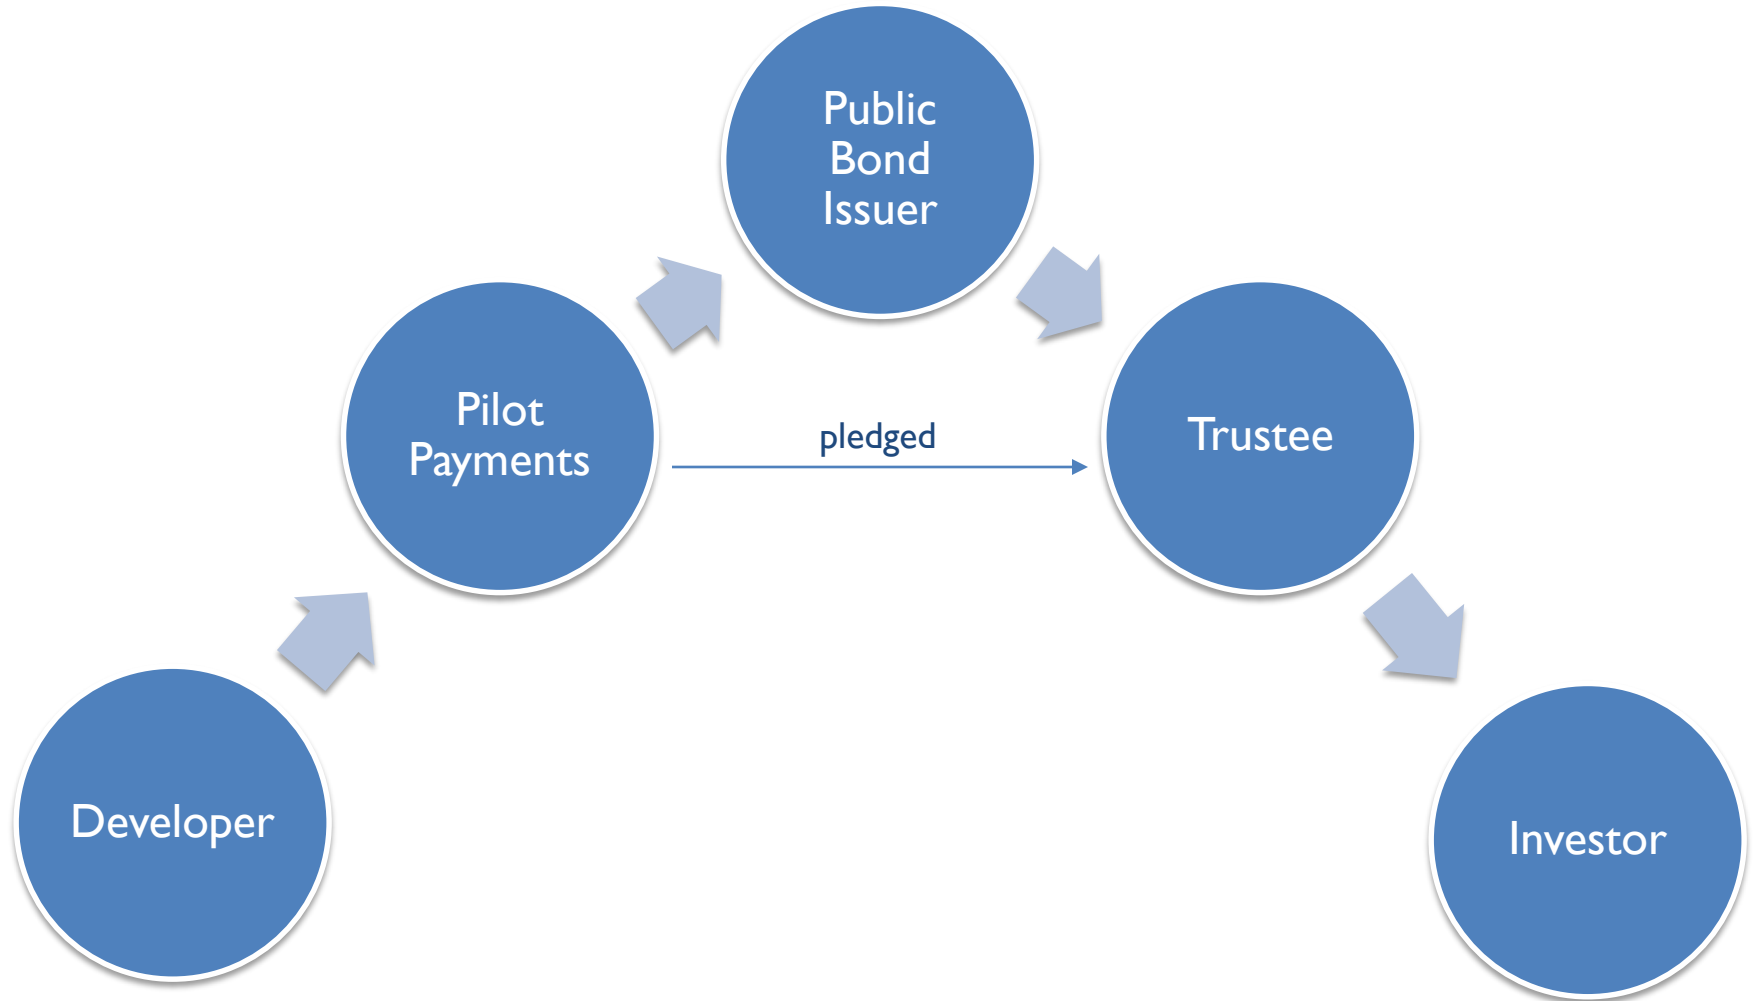 Public
Bond
Issuer
Pilot
Payments
pledged
Trustee
Developer
Investor